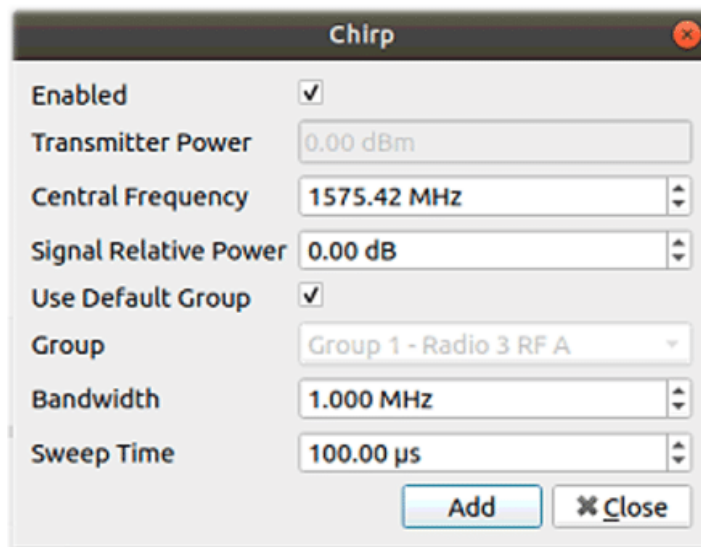 Chirp
Enabled
Transmitter Power 0.00 dBm
Central Frequency 1575.42 MHz
Signal Relative Power 0.00 dB
Use Default Group
Group Group 1 - Radio 3 RF A
Bandwidth 1.000 MHz
Sweep Time 100.00 µs
Add Close